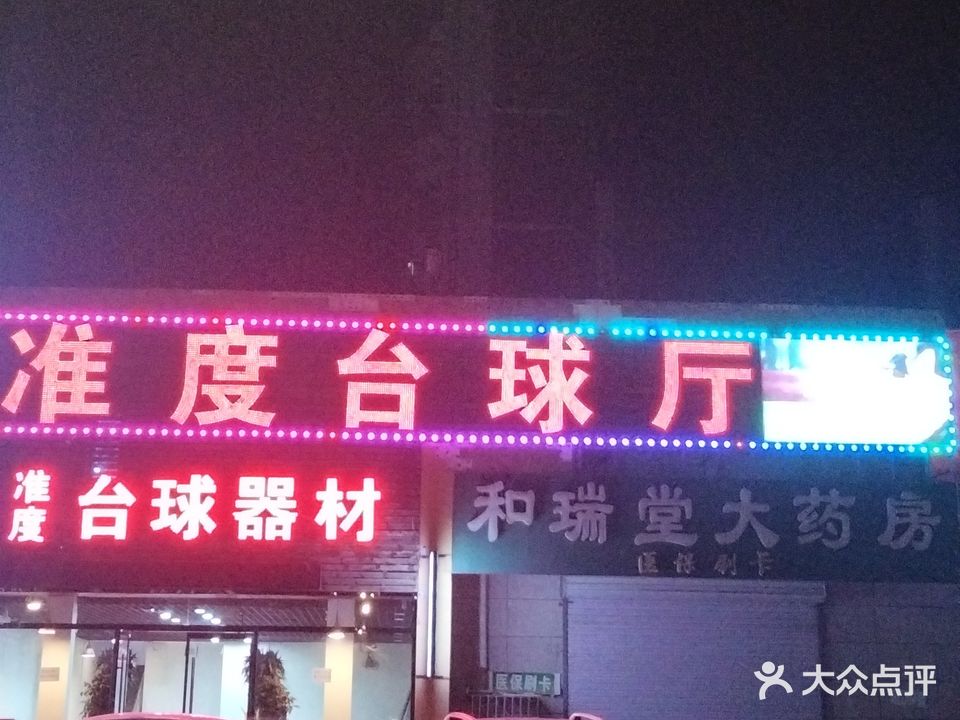 准度台球厅
准度
台球器材
和瑞堂大药房
医保刷卡
医保刷卡
大众点评